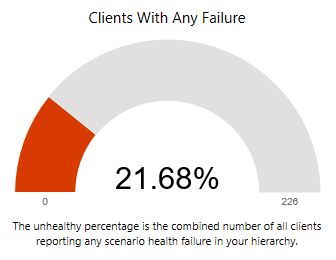 Clients With Any Failure
21.68%
0
226
The unhealthy percentage is the combined number of all clients
reporting any scenario health failure in your hierarchy.